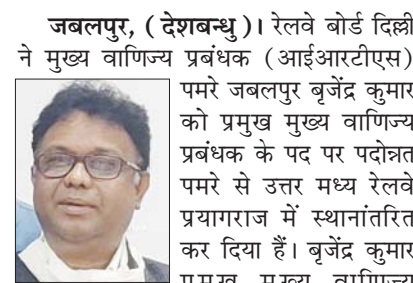 जबलपुर, ( देशबन्धु )। रेलवे बोर्ड दिल्ली
ने मुख्य वाणिज्य प्रबंधक (आईआरटीएस)
पमरे जबलपुर बृजेंद्र कुमार
को प्रमुख मुख्य वाणिज्य
प्रबंधक के पद पर पदोन्नत
पमरे से उत्तर मध्य रेलवे
प्रयागराज में स्थानांतरित
कर दिया हैं। बृजेंद्र कुमार
प्रमुख मुख्य वाणिज्य